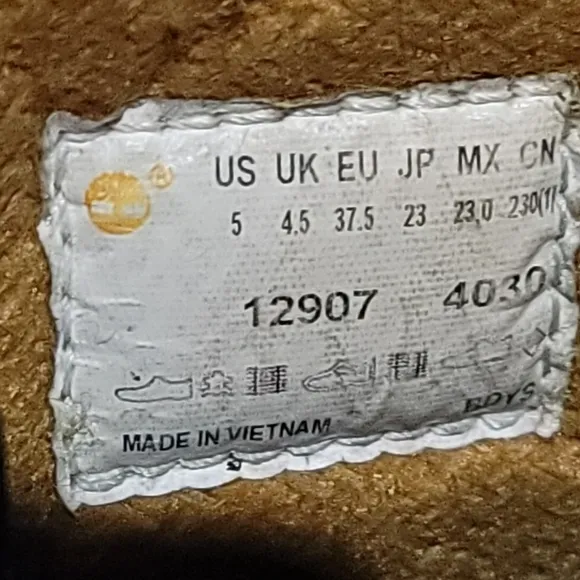 ®
US UK EU JP MX CN
5 4.5 37.5 23 23.0 230(1)
12907 4030
MADE IN VIETNAM
BDYS